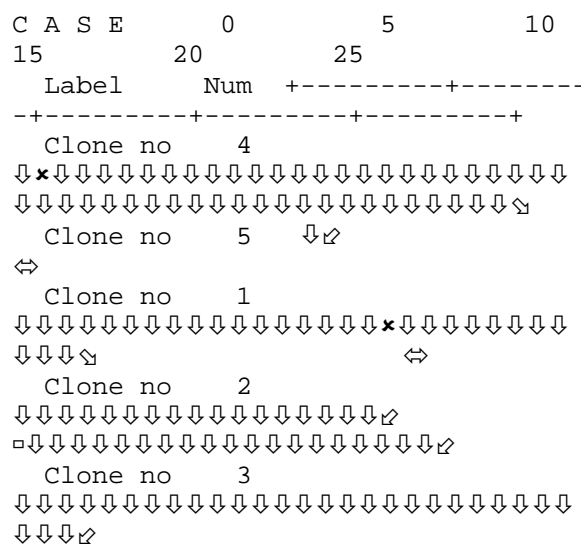 C A S E      0         5        10
15         20         25
Label     Num  +---------+--------
-+---------+---------+---------+
Clone no    4
⇩✖⇩⇩⇩⇩⇩⇩⇩⇩⇩⇩⇩⇩⇩⇩⇩⇩⇩⇩⇩⇩⇩⇩⇩⇩⇩⇩⇩
⇩⇩⇩⇩⇩⇩⇩⇩⇩⇩⇩⇩⇩⇩⇩⇩⇩⇩⇩⇩⇩⇩⇩⇩⇩⇩⬂
Clone no    5    ⇩⬃
⬄
Clone no    1
⇩⇩⇩⇩⇩⇩⇩⇩⇩⇩⇩⇩⇩⇩⇩⇩⇩⇩⇩✖⇩⇩⇩⇩⇩⇩⇩⇩⇩
⇩⇩⇩⬂                    ⬄
Clone no    2
⇩⇩⇩⇩⇩⇩⇩⇩⇩⇩⇩⇩⇩⇩⇩⇩⇩⇩⇩⬃
▫⇩⇩⇩⇩⇩⇩⇩⇩⇩⇩⇩⇩⇩⇩⇩⇩⇩⇩⇩⇩⇩⬃
Clone no    3
⇩⇩⇩⇩⇩⇩⇩⇩⇩⇩⇩⇩⇩⇩⇩⇩⇩⇩⇩⇩⇩⇩⇩⇩⇩⇩⇩⇩⇩
⇩⇩⇩⬃